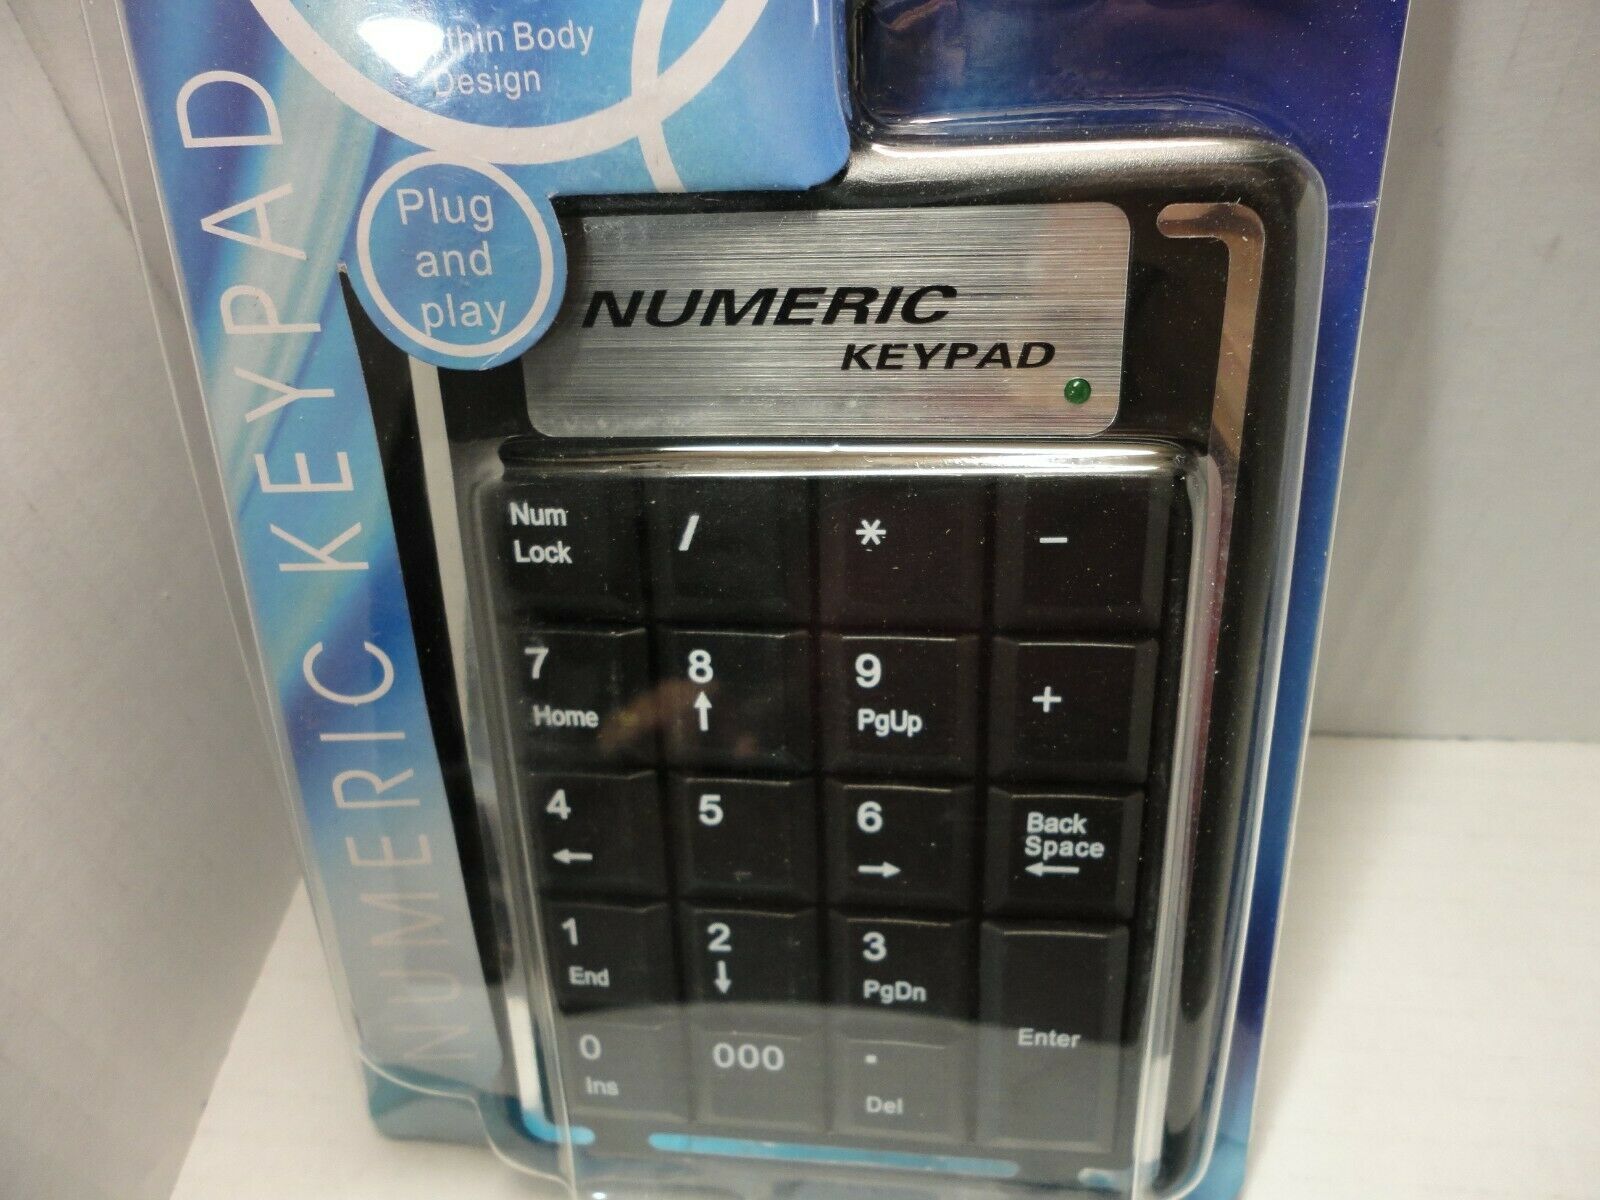 thin Body
Design
Plug
and
play
NUMERIC KEYPAD
NUMERIC
KEYPAD
Num
Lock
/
*
-
7
Home
8
↑
9
PgUp
+
4
←
5
6
→
Back
Space
←
1
End
2
↓
3
PgDn
Enter
0
Ins
000
.
Del